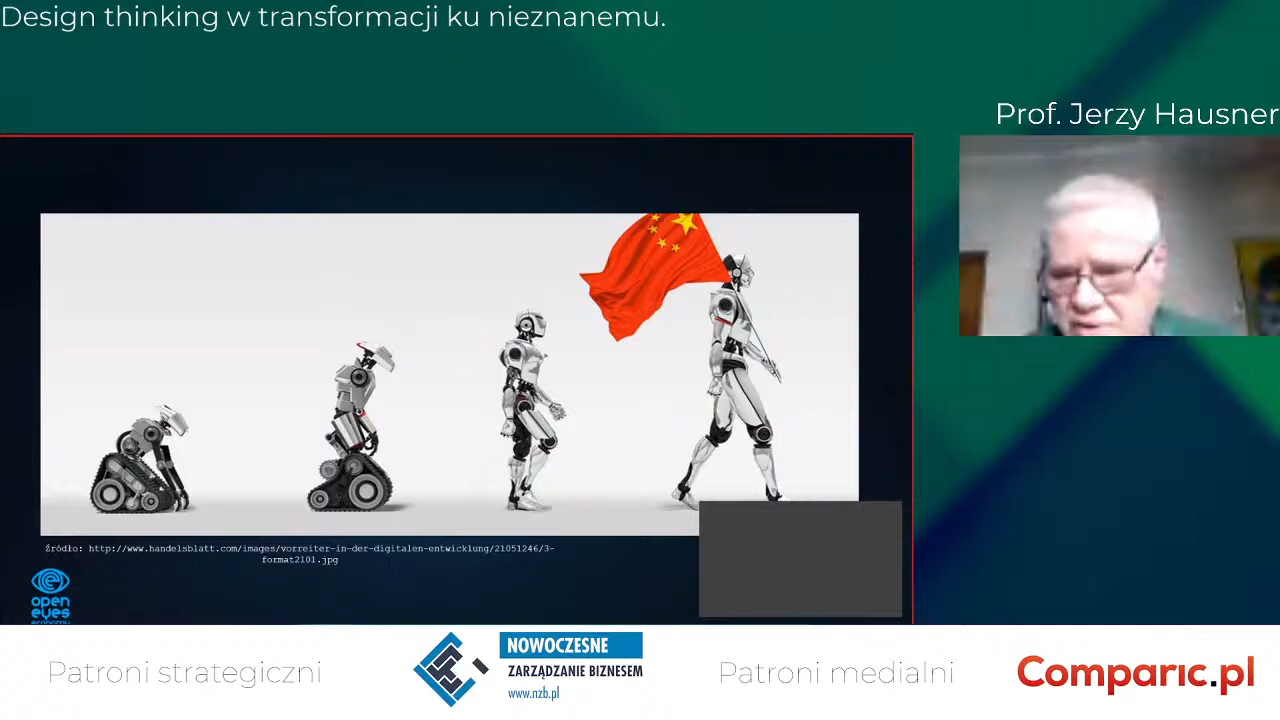 Design thinking w transformacji ku nieznanemu.
Prof. Jerzy Hausner
Źródło: http://www.handelsblatt.com/images/vorreiter-in-der-digitalen-entwicklung/21051246/3-
format2101.jpg
open
eyes
economy
Patroni strategiczni
NOWOCZESNE
ZARZĄDZANIE BIZNESEM
www.nzb.pl
Patroni medialni
Comparic.pl